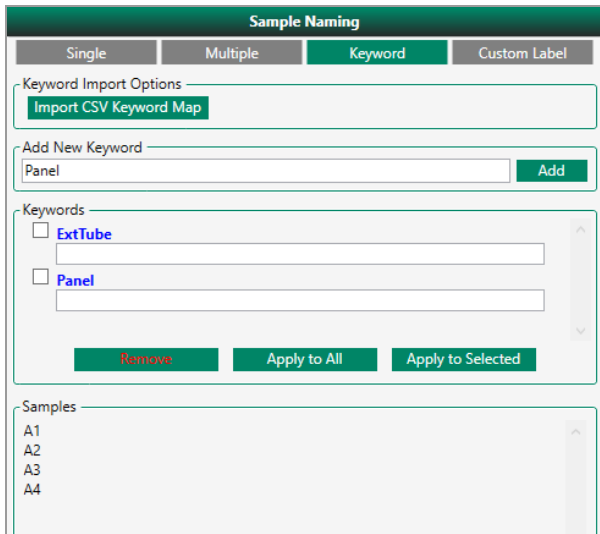 Sample Naming
Single Multiple Keyword Custom Label
Keyword Import Options
Import CSV Keyword Map
Add New Keyword
Panel Add
Keywords
ExtTube
Panel
Remove Apply to All Apply to Selected
Samples
A1
A2
A3
A4